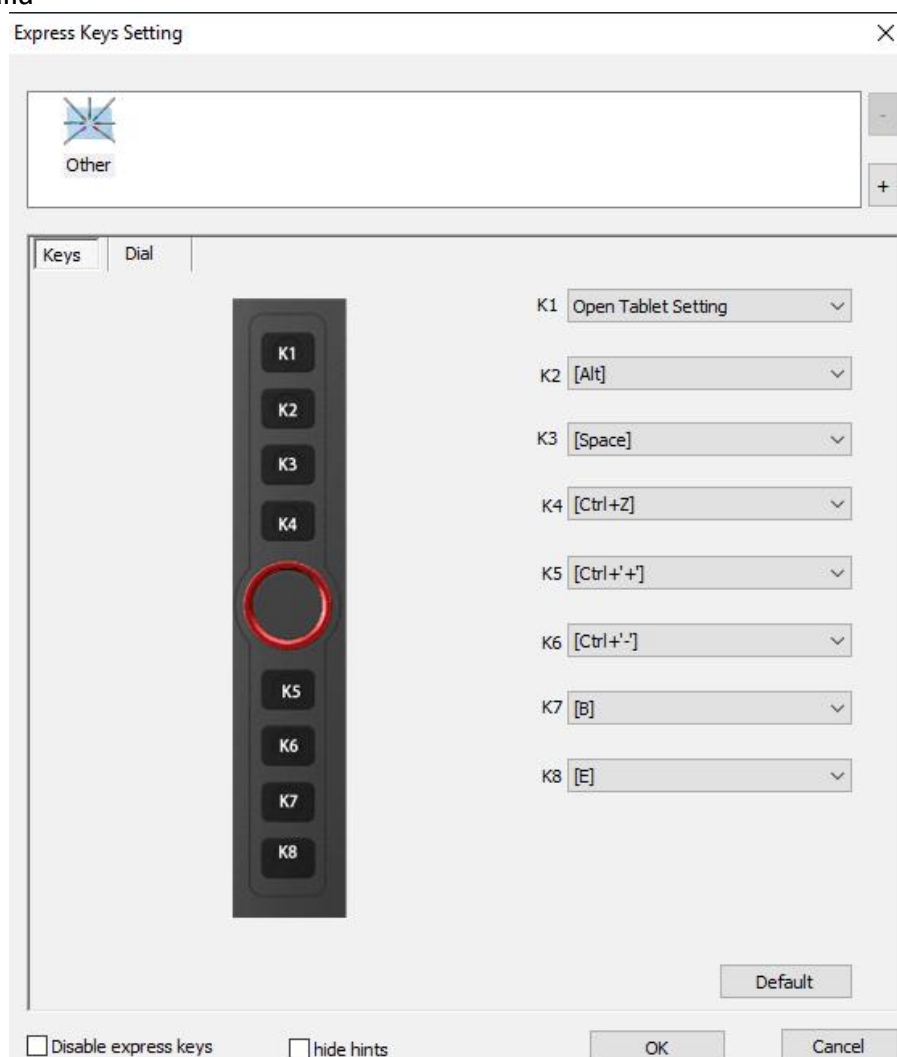 Express Keys Setting
Other
-
+
Keys Dial
K1 Open Tablet Setting
K2 [Alt]
K3 [Space]
K4 [Ctrl+Z]
K5 [Ctrl+'+']
K6 [Ctrl+'-']
K7 [B]
K8 [E]
K1
K2
K3
K4
K5
K6
K7
K8
Default
Disable express keys hide hints OK Cancel